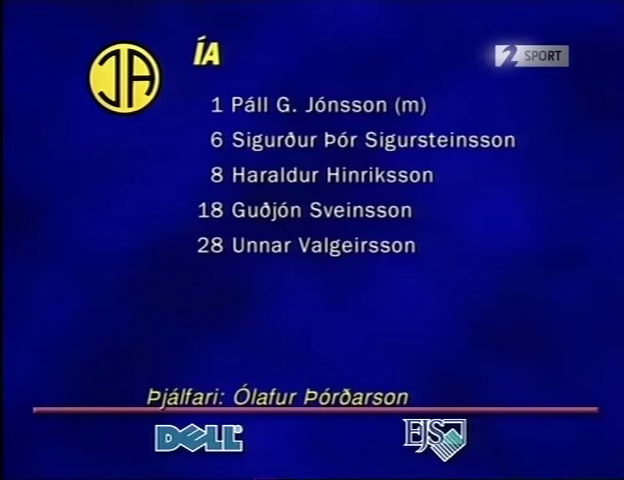 ÍA
ÍA
2 SPORT
1 Páll G. Jónsson (m)
6 Sigurður Þór Sigursteinsson
8 Haraldur Hinriksson
18 Guðjón Sveinsson
28 Unnar Valgeirsson
Þjálfari: Ólafur Þórðarson
DELL
EJS